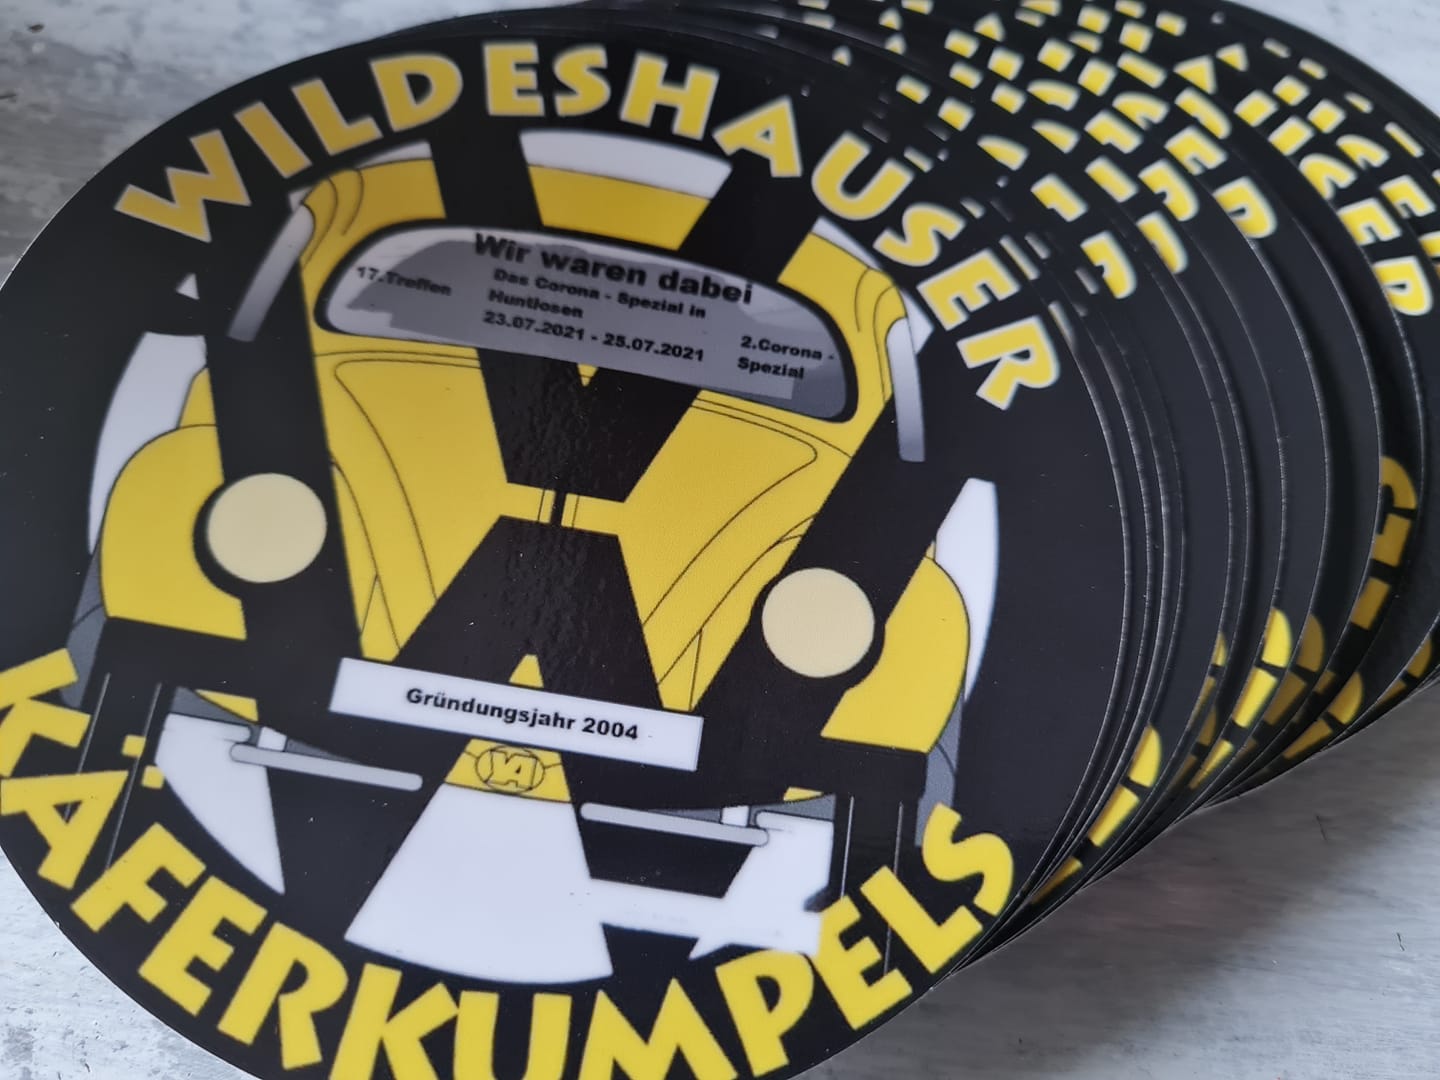 WILDESHAUSER
Wir waren dabei
17.Treffen
Das Corona - Spezial in
Huntlosen
23.07.2021 - 25.07.2021
2.Corona -
Spezial
Gründungsjahr 2004
KÄFERKUMPELS